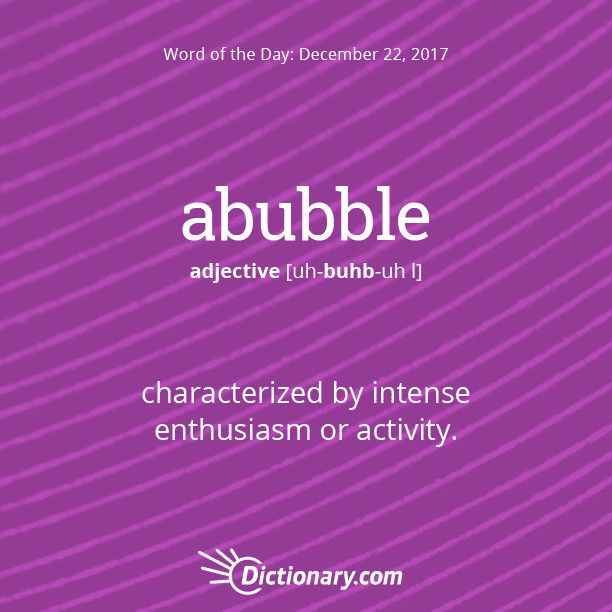 Word of the Day: December 22, 2017
abubble
adjective [uh-buhb-uh l]
characterized by intense
enthusiasm or activity.
Dictionary.com